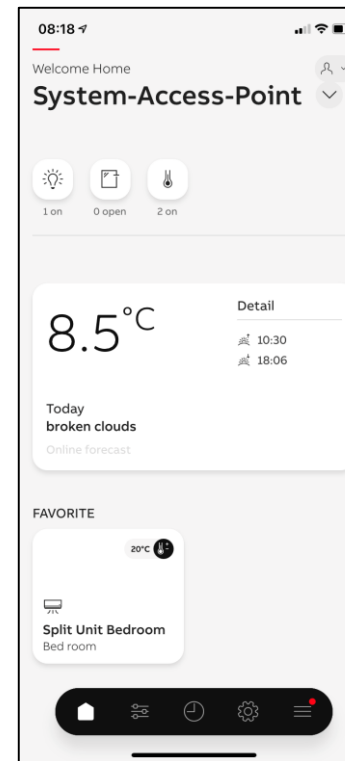 08:18
Welcome Home
System-Access-Point
1 on
0 open
2 on
8.5°C
Detail
10:30
18:06
Today
broken clouds
Online forecast
FAVORITE
20°C
Split Unit Bedroom
Bed room